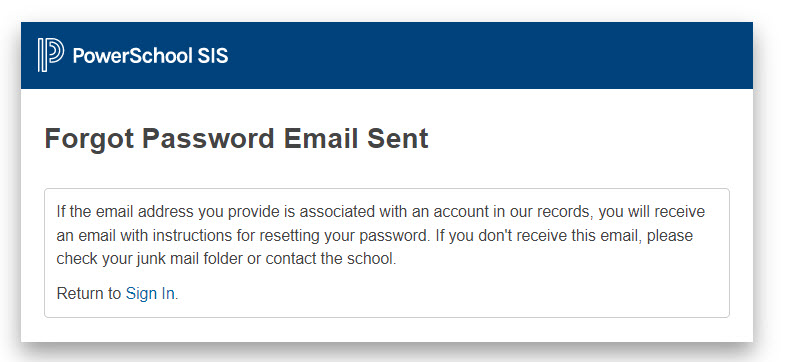 PowerSchool SIS
Forgot Password Email Sent
If the email address you provide is associated with an account in our records, you will receive
an email with instructions for resetting your password. If you don't receive this email, please
check your junk mail folder or contact the school.
Return to Sign In.